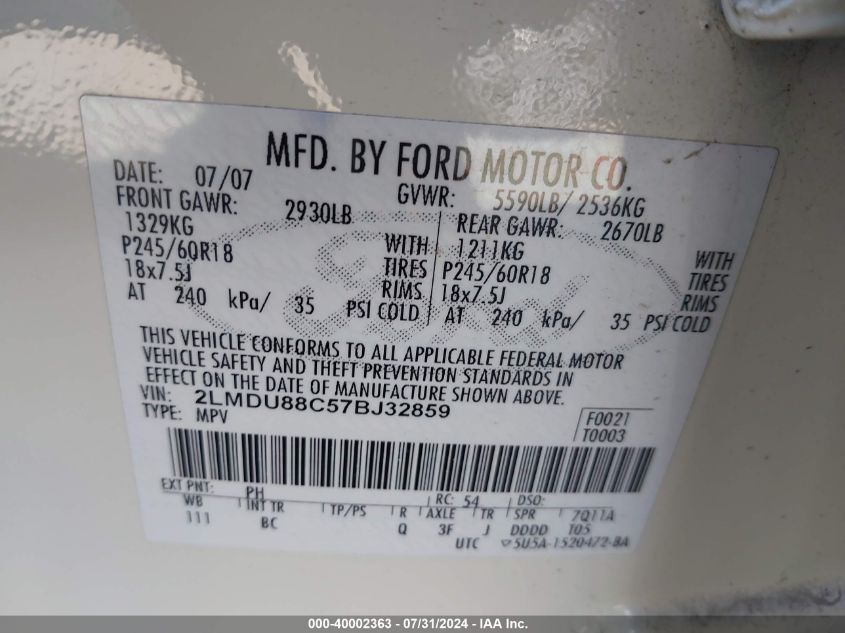 MFD. BY FORD MOTOR CO.
DATE: 07/07 GVWR: 5590LB/ 2536KG
FRONT GAWR: 2930LB REAR GAWR: 2670LB
1329KG WITH 1211KG WITH
P245/60R18 TIRES P245/60R18 TIRES
18x7.5J RIMS 18x7.5J RIMS
AT 240 kPa/ 35 PSI COLD AT 240 kPa/ 35 PSI COLD
Ford
THIS VEHICLE CONFORMS TO ALL APPLICABLE FEDERAL MOTOR
VEHICLE SAFETY AND THEFT PREVENTION STANDARDS IN
EFFECT ON THE DATE OF MANUFACTURE SHOWN ABOVE.
VIN: 2LMDU88C57BJ32859
TYPE: MPV F0021
T0003
EXT PNT: PH RC: 54 DSO:
WB INT TR TP/PS R AXLE TR SPR 7Q11A
111 BC Q 3F J DDDD T05
UTC 5U5A-1520472-BA
000-40002363 - 07/31/2024 - IAA Inc.